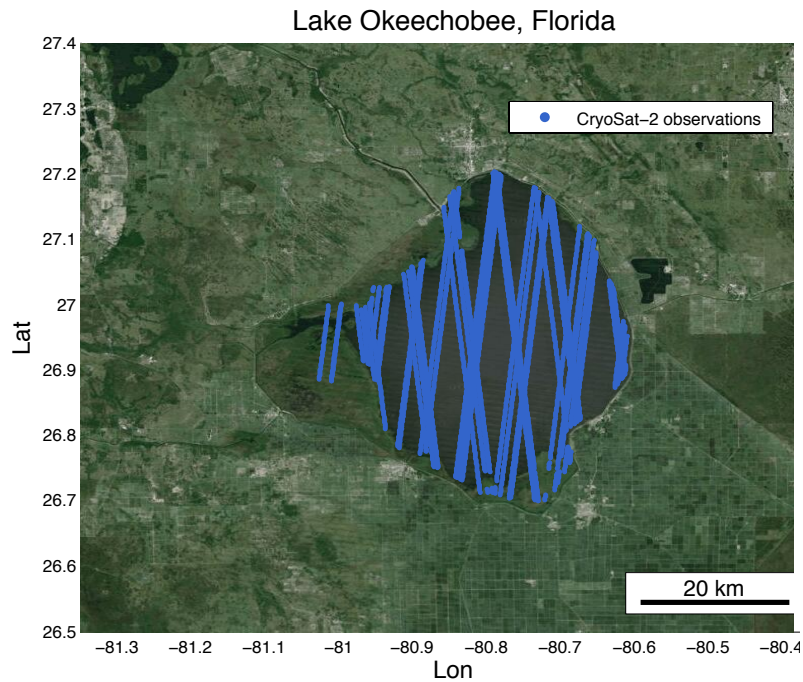 Lake Okeechobee, Florida
27.4
27.3
27.2
27.1
27
26.9
26.8
26.7
26.6
26.5
Lat
CryoSat−2 observations
20 km
−81.3 −81.2 −81.1 −81 −80.9 −80.8 −80.7 −80.6 −80.5 −80.4
Lon